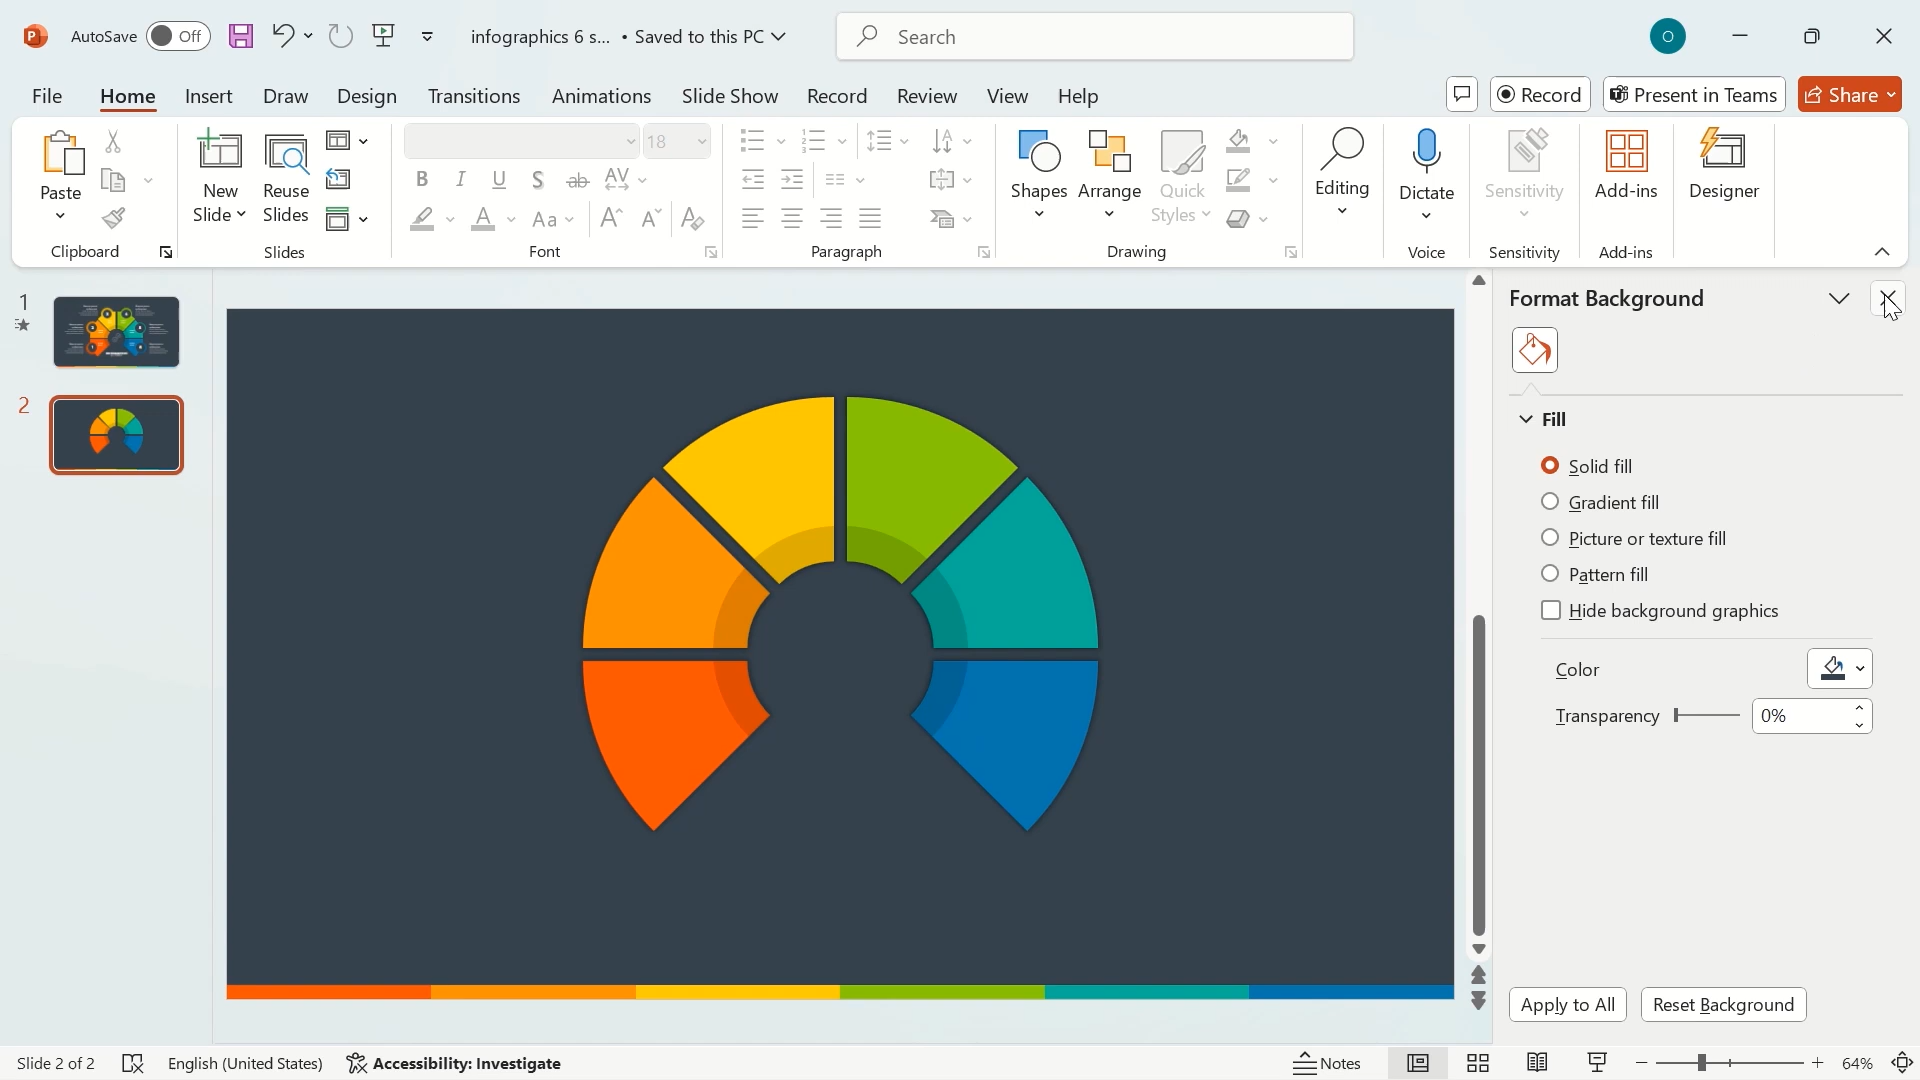 AutoSave Off infographics 6 s... • Saved to this PC Search O
File Home Insert Draw Design Transitions Animations Slide Show Record Review View Help Record Present in Teams Share
Paste
New
Slide
Reuse
Slides
18
Shapes
Arrange
Quick
Styles
Editing
Dictate
Sensitivity
Add-ins
Designer
Clipboard Slides Font Paragraph Drawing Voice Sensitivity Add-ins
1
2
Format Background
Fill
Solid fill
Gradient fill
Picture or texture fill
Pattern fill
Hide background graphics
Color
Transparency 0%
Apply to All Reset Background
Slide 2 of 2 English (United States) Accessibility: Investigate Notes 64%